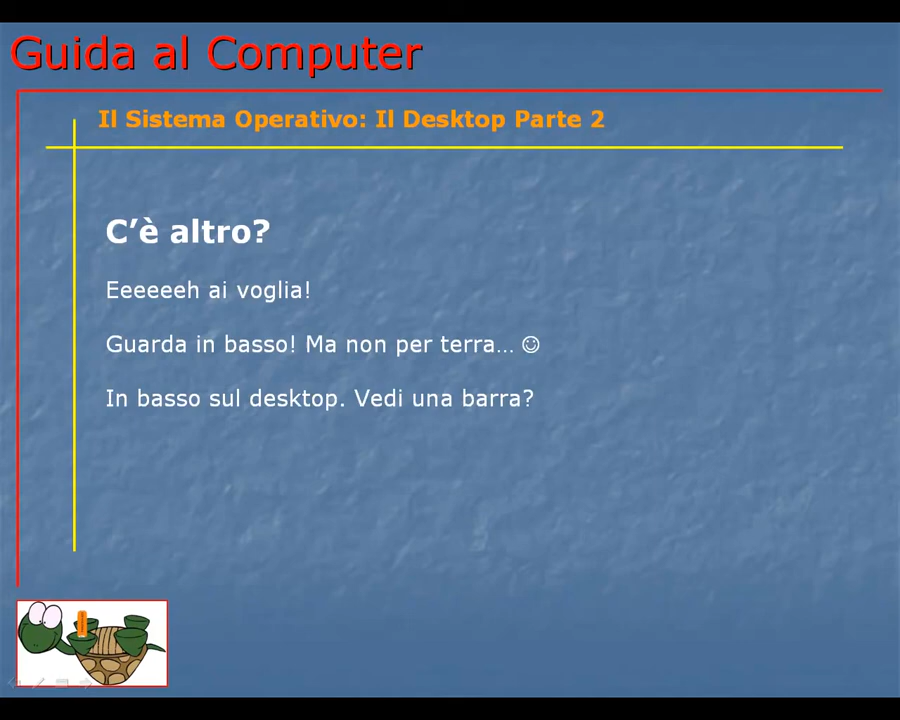 Guida al Computer
Il Sistema Operativo: Il Desktop Parte 2
C’è altro?
Eeeeeeh ai voglia!
Guarda in basso! Ma non per terra… ☺
In basso sul desktop. Vedi una barra?